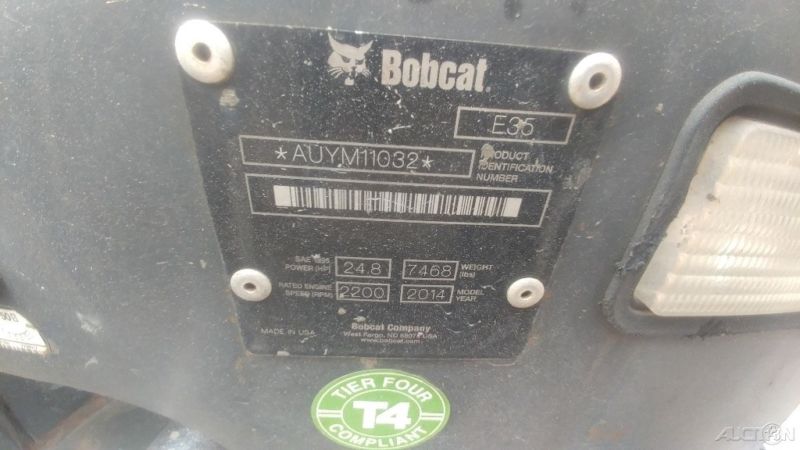 Bobcat
E35
*AUYM11032*
PRODUCT
IDENTIFICATION
NUMBER
SAE
POWER (HP) 24.8 7468 WEIGHT (lbs)
RATED ENGINE
SPEED (RPM) 2200 2014 MODEL YEAR
MADE IN USA
Bobcat Company
West Fargo, ND 58078 USA
www.bobcat.com
TIER FOUR
T4
COMPLIANT